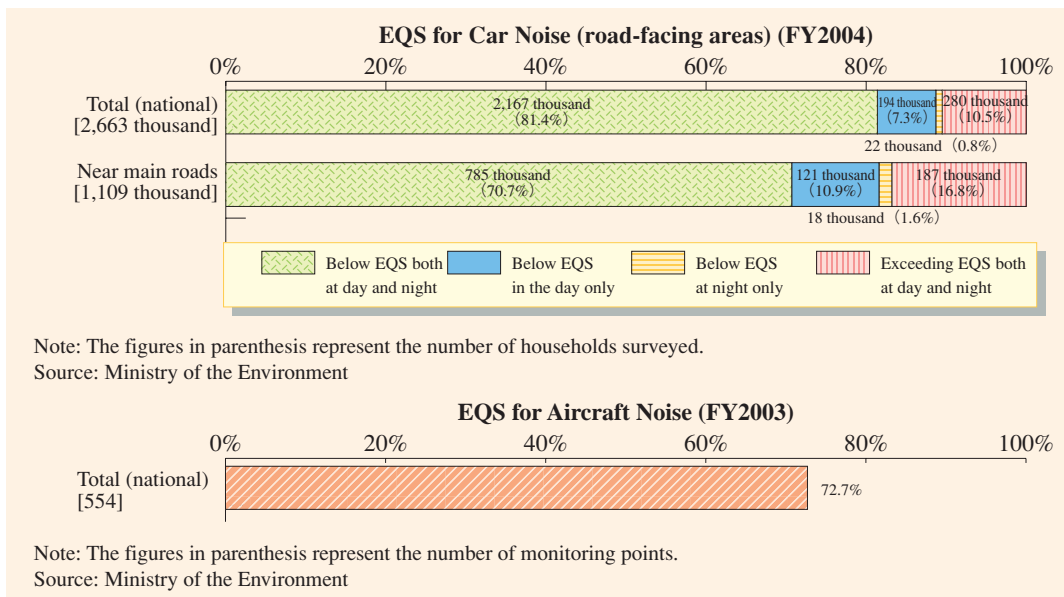 EQS for Car Noise (road-facing areas) (FY2004)
0% 20% 40% 60% 80% 100%
Total (national)
[2,663 thousand]
2,167 thousand
(81.4%)
194 thousand
(7.3%)
280 thousand
(10.5%)
22 thousand (0.8%)
Near main roads
[1,109 thousand]
785 thousand
(70.7%)
121 thousand
(10.9%)
187 thousand
(16.8%)
18 thousand (1.6%)
Below EQS both
at day and night
Below EQS
in the day only
Below EQS
at night only
Exceeding EQS both
at day and night
Note: The figures in parenthesis represent the number of households surveyed.
Source: Ministry of the Environment
EQS for Aircraft Noise (FY2003)
0% 20% 40% 60% 80% 100%
Total (national)
[554]
72.7%
Note: The figures in parenthesis represent the number of monitoring points.
Source: Ministry of the Environment